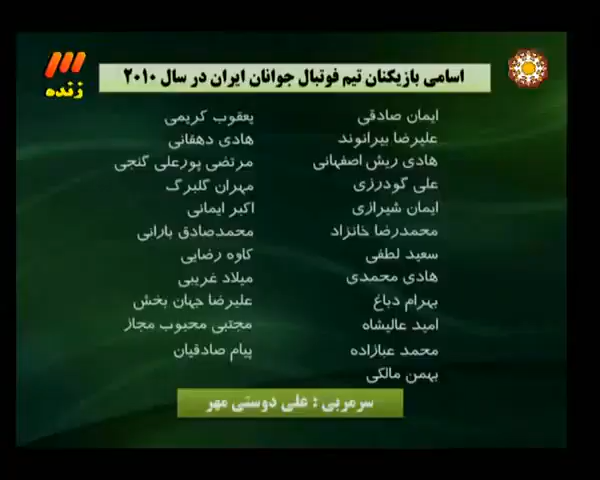 زنده
اسامی بازیکنان تیم فوتبال جوانان ایران در سال ۲۰۱۰
ایمان صادقی
علیرضا بیرانوند
هادی ریش اصفهانی
علی گودرزی
ایمان شیرازی
محمدرضا خانزاد
سعید لطفی
هادی محمدی
بهرام دباغ
امید عالیشاه
محمد عبازاده
بهمن مالکی
یعقوب کریمی
هادی دهقانی
مرتضی پورعلی گنجی
مهران گلبرگ
اکبر ایمانی
محمدصادق بارانی
کاوه رضایی
میلاد غریبی
علیرضا جهان بخش
مجتبی محبوب مجاز
پیام صادقیان
سرمربی : علی دوستی مهر